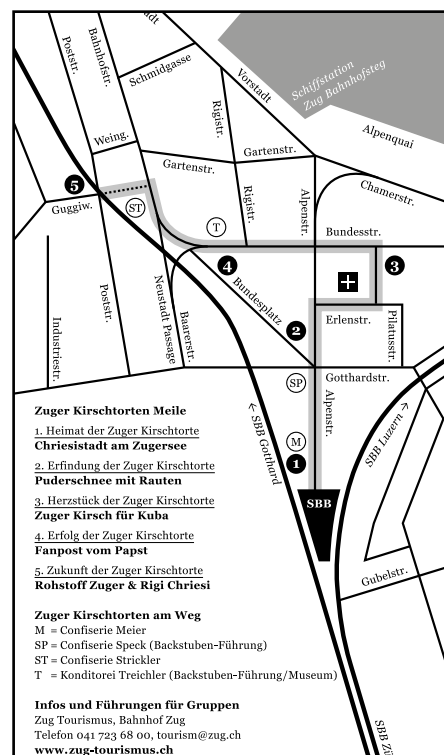 Schiffstation
Zug Bahnhofsteg
Poststr.
Bahnhofstr.
Schmidgasse
Vorstadt
Rigistr.
Alpenquai
Weing.
Gartenstr.
Gartenstr.
5
ST
Guggiw.
T
Rigistr.
Alpenstr.
Chamerstr.
Bundesstr.
4
3
Bundesplatz
2
Erlenstr.
Pilatusstr.
Industriestr.
Poststr.
Neustadt Passage
Baarerstr.
SP
Gotthardstr.
Alpenstr.
M
1
← SBB Gotthard
SBB Luzern →
SBB
Gubelstr.
Zuger Kirschtorten Meile
1. Heimat der Zuger Kirschtorte
Chriesistadt am Zugersee
2. Erfindung der Zuger Kirschtorte
Puderschnee mit Rauten
3. Herzstück der Zuger Kirschtorte
Zuger Kirsch für Kuba
4. Erfolg der Zuger Kirschtorte
Fanpost vom Papst
5. Zukunft der Zuger Kirschtorte
Rohstoff Zuger & Rigi Chriesi
Zuger Kirschtorten am Weg
M = Confiserie Meier
SP = Confiserie Speck (Backstuben-Führung)
ST = Confiserie Strickler
T = Konditorei Treichler (Backstuben-Führung/Museum)
Infos und Führungen für Gruppen
Zug Tourismus, Bahnhof Zug
Telefon 041 723 68 00, tourism@zug.ch
www.zug-tourismus.ch
SBB Zü